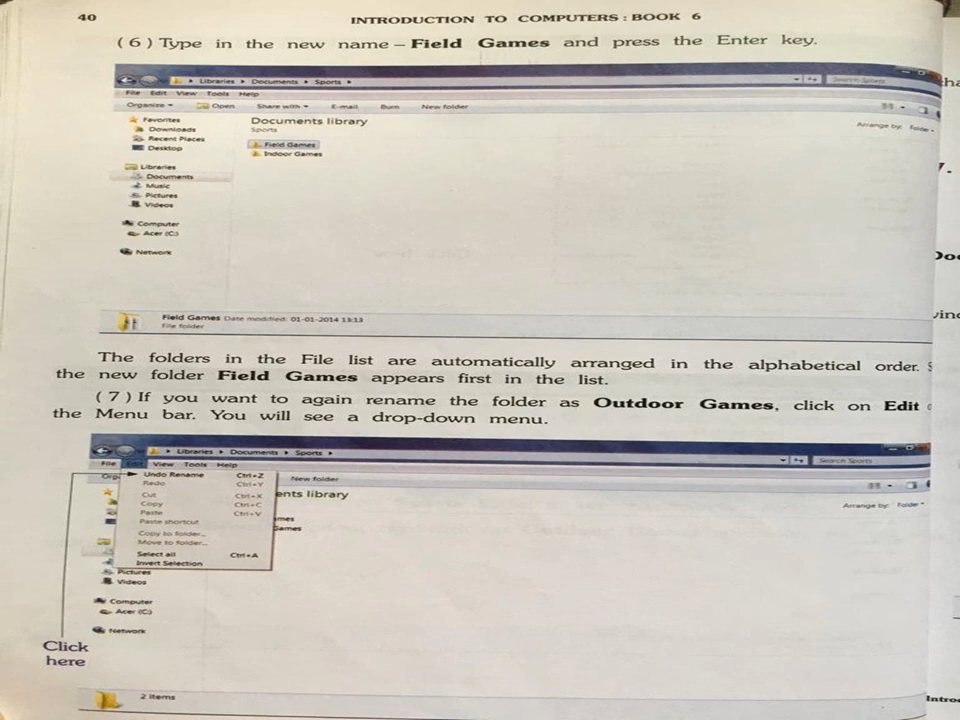 40
INTRODUCTION TO COMPUTERS : BOOK 6
( 6 ) Type in the new name – Field Games and press the Enter key.
Libraries Documents Sports
Search Sports
File Edit View Tools Help
Organize Open Share with E-mail Burn New folder
Favorites
Downloads
Recent Places
Desktop
Libraries
Documents
Music
Pictures
Videos
Computer
Acer (C:)
Network
Documents library
Sports
Arrange by: Folder
Field Games
Indoor Games
Field Games Date modified: 01-01-2014 13:13
File folder
The folders in the File list are automatically arranged in the alphabetical order.
the new folder Field Games appears first in the list.
( 7 ) If you want to again rename the folder as Outdoor Games, click on Edit
the Menu bar. You will see a drop-down menu.
Libraries Documents Sports
Search Sports
File Edit View Tools Help
Orga New folder
Undo Rename Ctrl+Z
Redo Ctrl+Y
Cut Ctrl+X
Copy Ctrl+C
Paste Ctrl+V
Paste shortcut
Copy to folder...
Move to folder...
Select all Ctrl+A
Invert Selection
ents library
Arrange by: Folder
ames
Games
Pictures
Videos
Computer
Acer (C:)
Network
Click
here
2 items